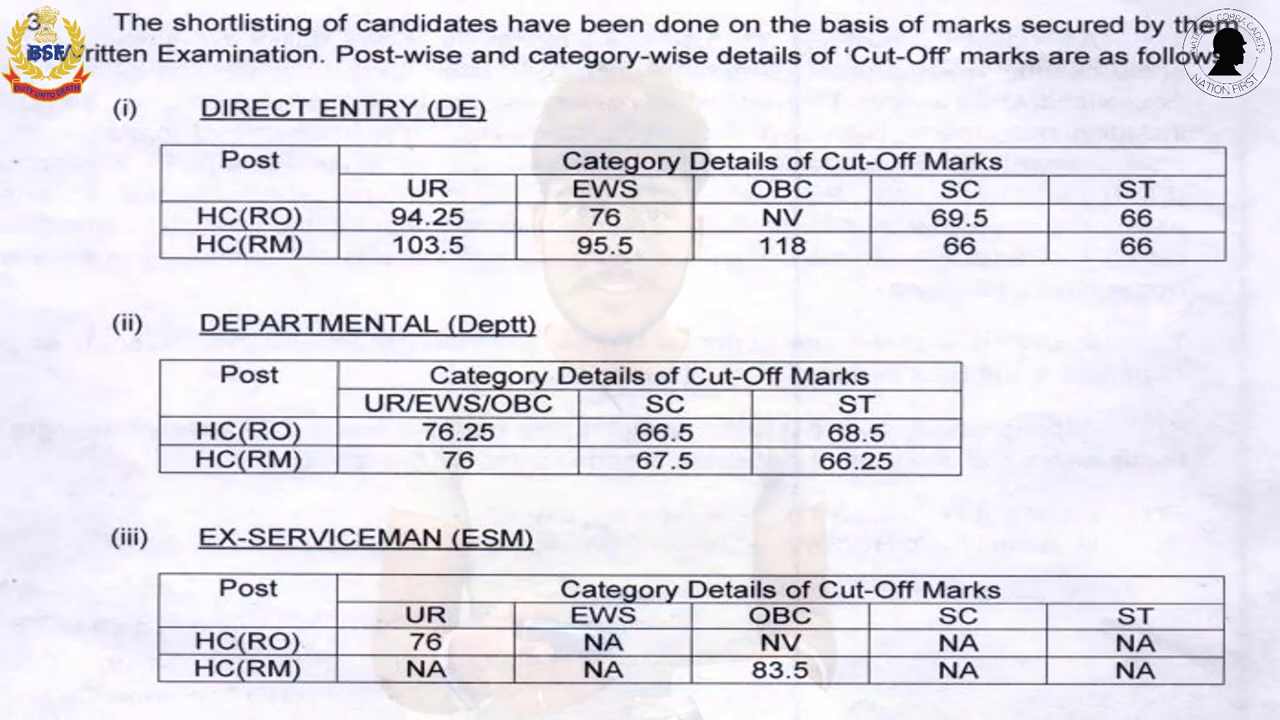 3. The shortlisting of candidates have been done on the basis of marks secured by them
Written Examination. Post-wise and category-wise details of ‘Cut-Off’ marks are as follows
BSF
DUTY UNTO DEATH
NATION FIRST
(i) DIRECT ENTRY (DE)
Post Category Details of Cut-Off Marks
UR EWS OBC SC ST
HC(RO) 94.25 76 NV 69.5 66
HC(RM) 103.5 95.5 118 66 66
(ii) DEPARTMENTAL (Deptt)
Post Category Details of Cut-Off Marks
UR/EWS/OBC SC ST
HC(RO) 76.25 66.5 68.5
HC(RM) 76 67.5 66.25
(iii) EX-SERVICEMAN (ESM)
Post Category Details of Cut-Off Marks
UR EWS OBC SC ST
HC(RO) 76 NA NV NA NA
HC(RM) NA NA 83.5 NA NA